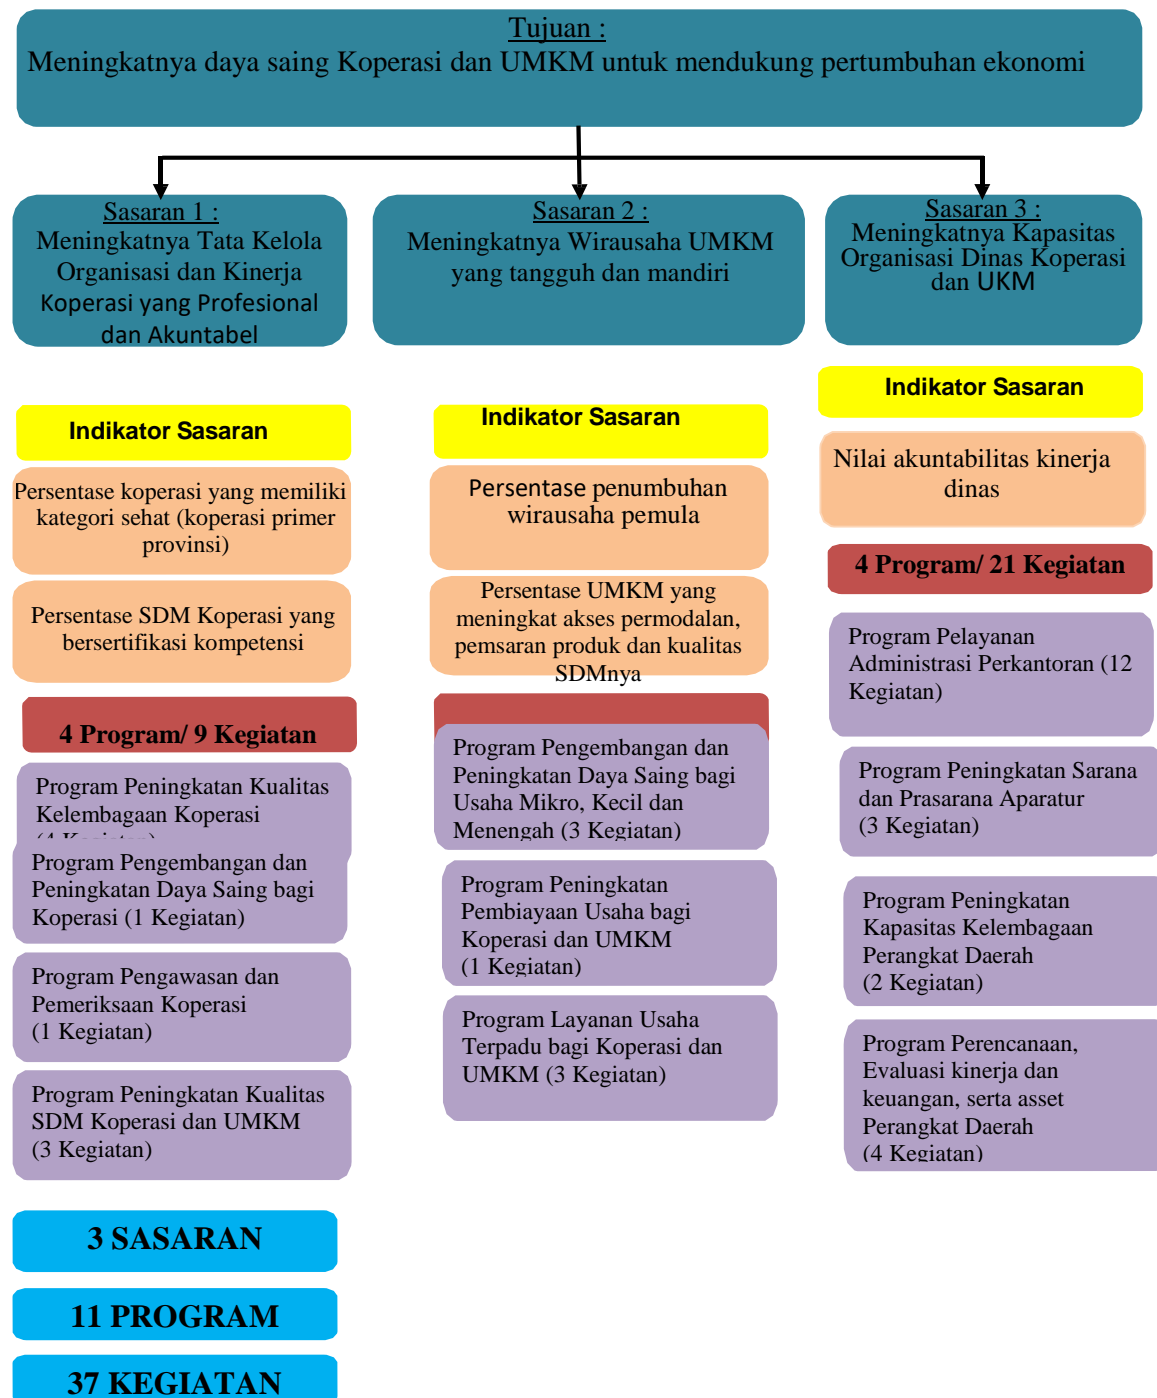 Tujuan :
Meningkatnya daya saing Koperasi dan UMKM untuk mendukung pertumbuhan ekonomi
Sasaran 1 :
Meningkatnya Tata Kelola
Organisasi dan Kinerja
Koperasi yang Profesional
dan Akuntabel
Sasaran 2 :
Meningkatnya Wirausaha UMKM
yang tangguh dan mandiri
Sasaran 3 :
Meningkatnya Kapasitas
Organisasi Dinas Koperasi
dan UKM
Indikator Sasaran
Persentase koperasi yang memiliki
kategori sehat (koperasi primer
provinsi)
Persentase SDM Koperasi yang
bersertifikasi kompetensi
4 Program/ 9 Kegiatan
Program Peningkatan Kualitas
Kelembagaan Koperasi
(4 Kegiatan)
Program Pengembangan dan
Peningkatan Daya Saing bagi
Koperasi (1 Kegiatan)
Program Pengawasan dan
Pemeriksaan Koperasi
(1 Kegiatan)
Program Peningkatan Kualitas
SDM Koperasi dan UMKM
(3 Kegiatan)
Indikator Sasaran
Persentase penumbuhan
wirausaha pemula
Persentase UMKM yang
meningkat akses permodalan,
pemsaran produk dan kualitas
SDMnya
Program Pengembangan dan
Peningkatan Daya Saing bagi
Usaha Mikro, Kecil dan
Menengah (3 Kegiatan)
Program Peningkatan
Pembiayaan Usaha bagi
Koperasi dan UMKM
(1 Kegiatan)
Program Layanan Usaha
Terpadu bagi Koperasi dan
UMKM (3 Kegiatan)
Indikator Sasaran
Nilai akuntabilitas kinerja
dinas
4 Program/ 21 Kegiatan
Program Pelayanan
Administrasi Perkantoran (12
Kegiatan)
Program Peningkatan Sarana
dan Prasarana Aparatur
(3 Kegiatan)
Program Peningkatan
Kapasitas Kelembagaan
Perangkat Daerah
(2 Kegiatan)
Program Perencanaan,
Evaluasi kinerja dan
keuangan, serta asset
Perangkat Daerah
(4 Kegiatan)
3 SASARAN
11 PROGRAM
37 KEGIATAN